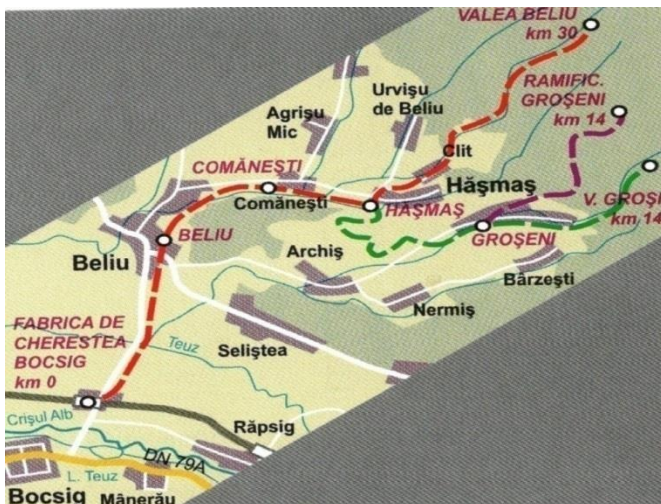 VALEA BELIU
km 30
RAMIFIC.
GROŞENI
km 14
Agrişu
Mic
Urvişu
de Beliu
Clit
COMĂNEŞTI
Comăneşti
Hăşmaş
HĂŞMAŞ
V. GROŞ
km 14
BELIU
Beliu
Archiş
GROŞENI
Bârzeşti
Nermiş
FABRICA DE
CHERESTEA
BOCSIG
km 0
Teuz
Seliştea
Crişul Alb
Răpsig
DN 79A
L. Teuz
Bocsig
Mânerău